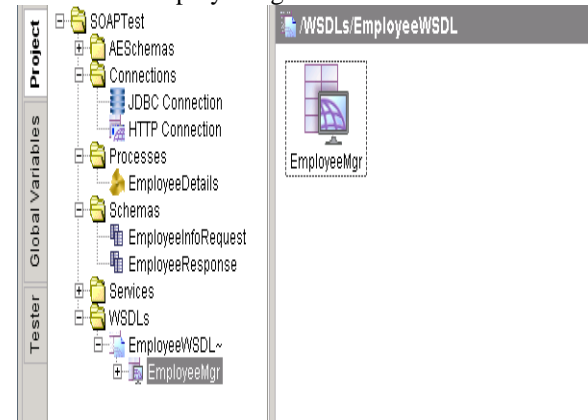 Project
Global Variables
Tester
SOAPTest
AESchemas
Connections
JDBC Connection
HTTP Connection
Processes
EmployeeDetails
Schemas
EmployeeInfoRequest
EmployeeResponse
Services
WSDLs
EmployeeWSDL~
EmployeeMgr
/WSDLs/EmployeeWSDL
EmployeeMgr